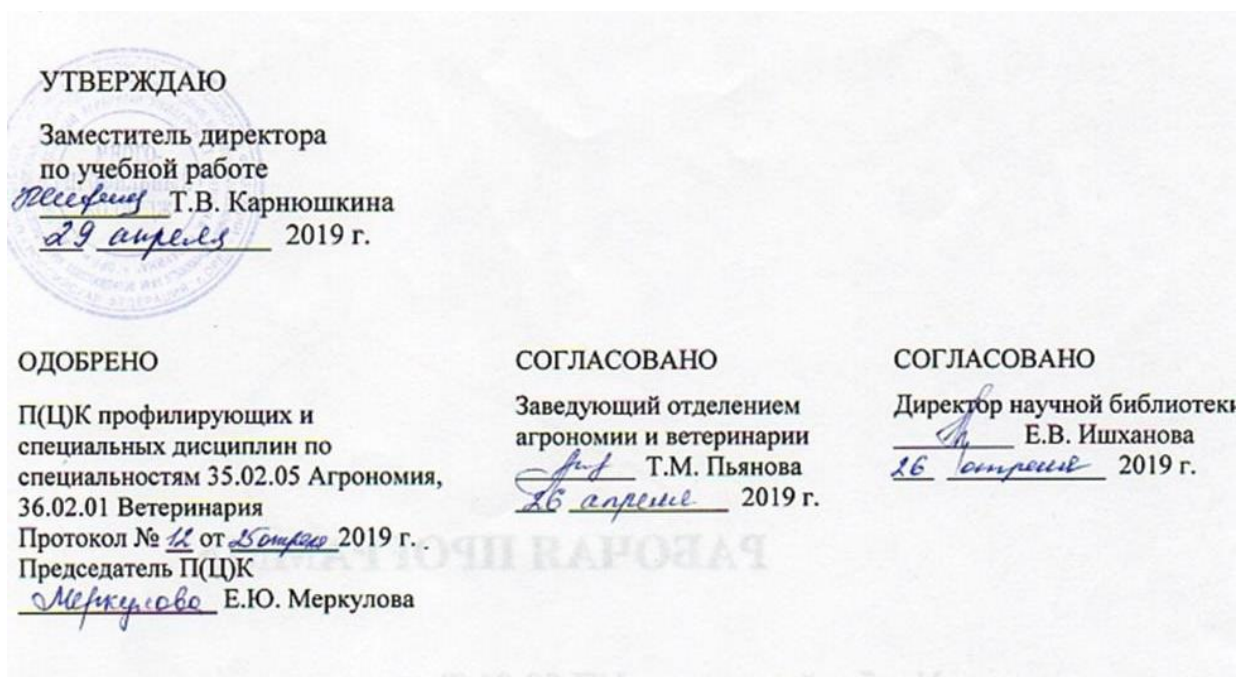 УТВЕРЖДАЮ
Заместитель директора
по учебной работе
Т.В. Карнюшкина
29 апреля 2019 г.
ОДОБРЕНО
П(Ц)К профилирующих и
специальных дисциплин по
специальностям 35.02.05 Агрономия,
36.02.01 Ветеринария
Протокол № 12 от 25 апреля 2019 г.
Председатель П(Ц)К
Меркулова Е.Ю. Меркулова
СОГЛАСОВАНО
Заведующий отделением
агрономии и ветеринарии
Т.М. Пьянова
26 апреля 2019 г.
СОГЛАСОВАНО
Директор научной библиотеки
Е.В. Ишханова
26 апреля 2019 г.